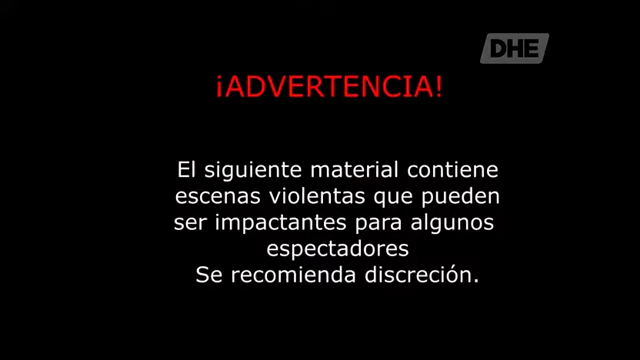 DHE
¡ADVERTENCIA!
El siguiente material contiene
escenas violentas que pueden
ser impactantes para algunos
espectadores
Se recomienda discreción.